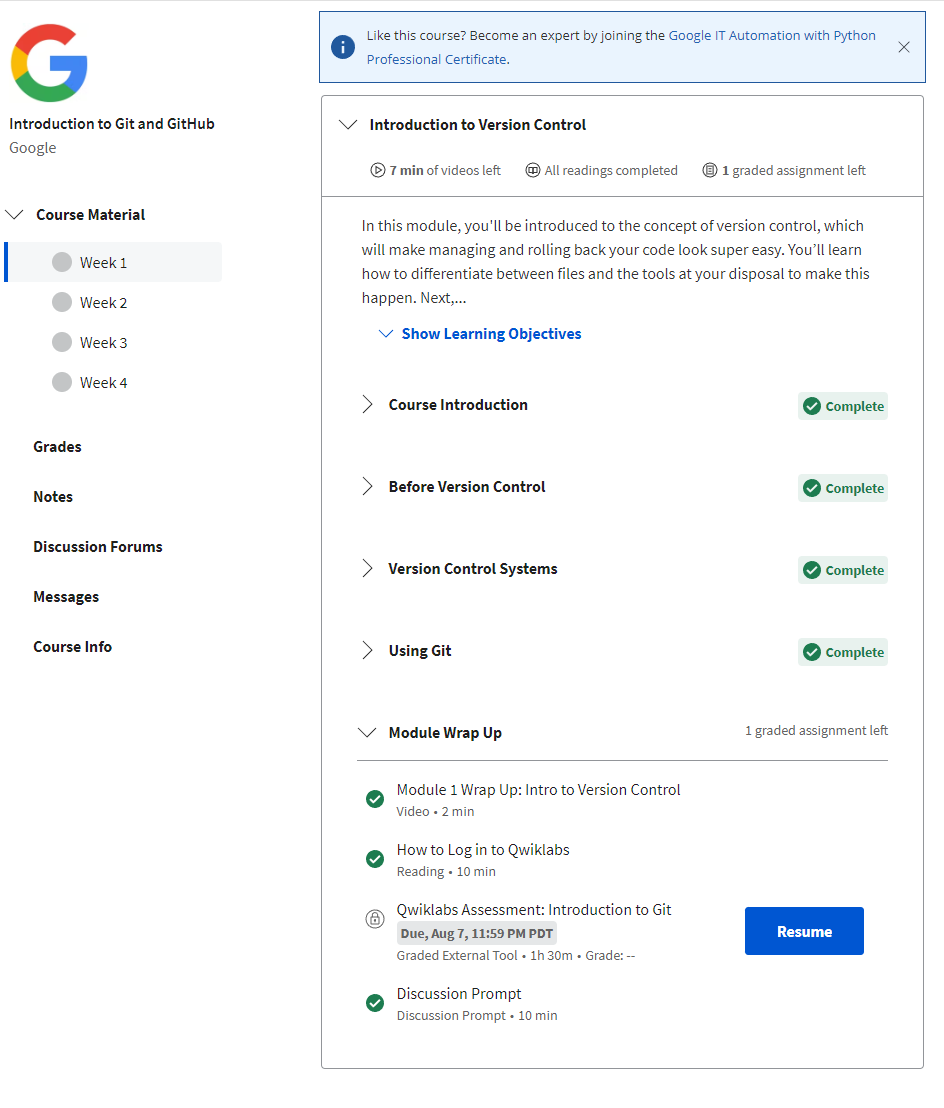 Like this course? Become an expert by joining the Google IT Automation with Python
Professional Certificate.
Introduction to Git and GitHub
Google
Course Material
Week 1
Week 2
Week 3
Week 4
Grades
Notes
Discussion Forums
Messages
Course Info
Introduction to Version Control
7 min of videos left
All readings completed
1 graded assignment left
In this module, you'll be introduced to the concept of version control, which
will make managing and rolling back your code look super easy. You’ll learn
how to differentiate between files and the tools at your disposal to make this
happen. Next,...
Show Learning Objectives
Course Introduction
Complete
Before Version Control
Complete
Version Control Systems
Complete
Using Git
Complete
Module Wrap Up
1 graded assignment left
Module 1 Wrap Up: Intro to Version Control
Video • 2 min
How to Log in to Qwiklabs
Reading • 10 min
Qwiklabs Assessment: Introduction to Git
Due, Aug 7, 11:59 PM PDT
Graded External Tool • 1h 30m • Grade: --
Resume
Discussion Prompt
Discussion Prompt • 10 min